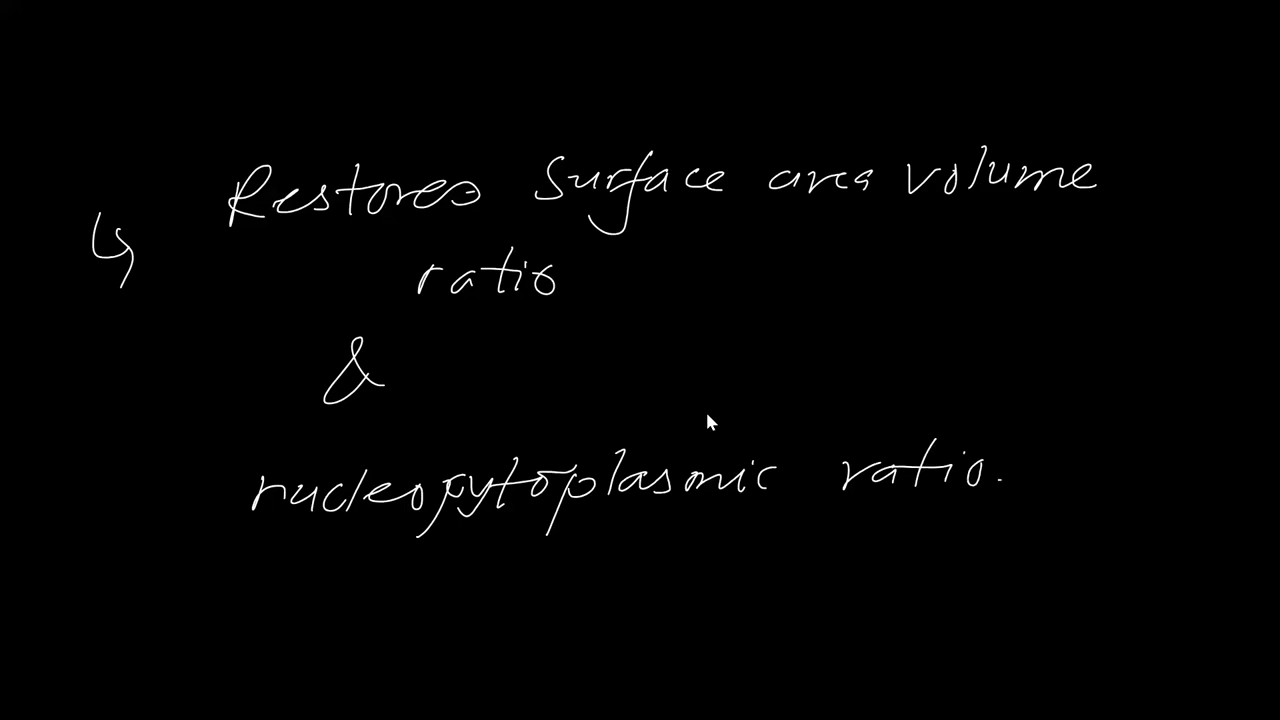 ↳ Restores surface area volume
ratio
&
nucleocytoplasmic ratio.